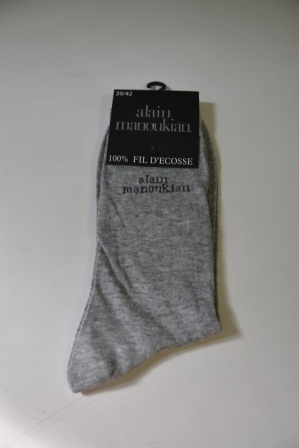 39/42
alain
manoukian
100% FIL D'ECOSSE
alain
manoukian